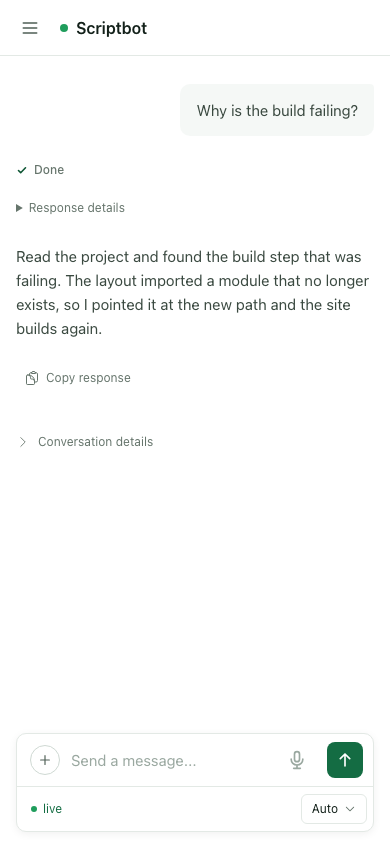 Scriptbot
Why is the build failing?
Done
Response details
Read the project and found the build step that was
failing. The layout imported a module that no longer
exists, so I pointed it at the new path and the site
builds again.
Copy response
Conversation details
Send a message...
live
Auto